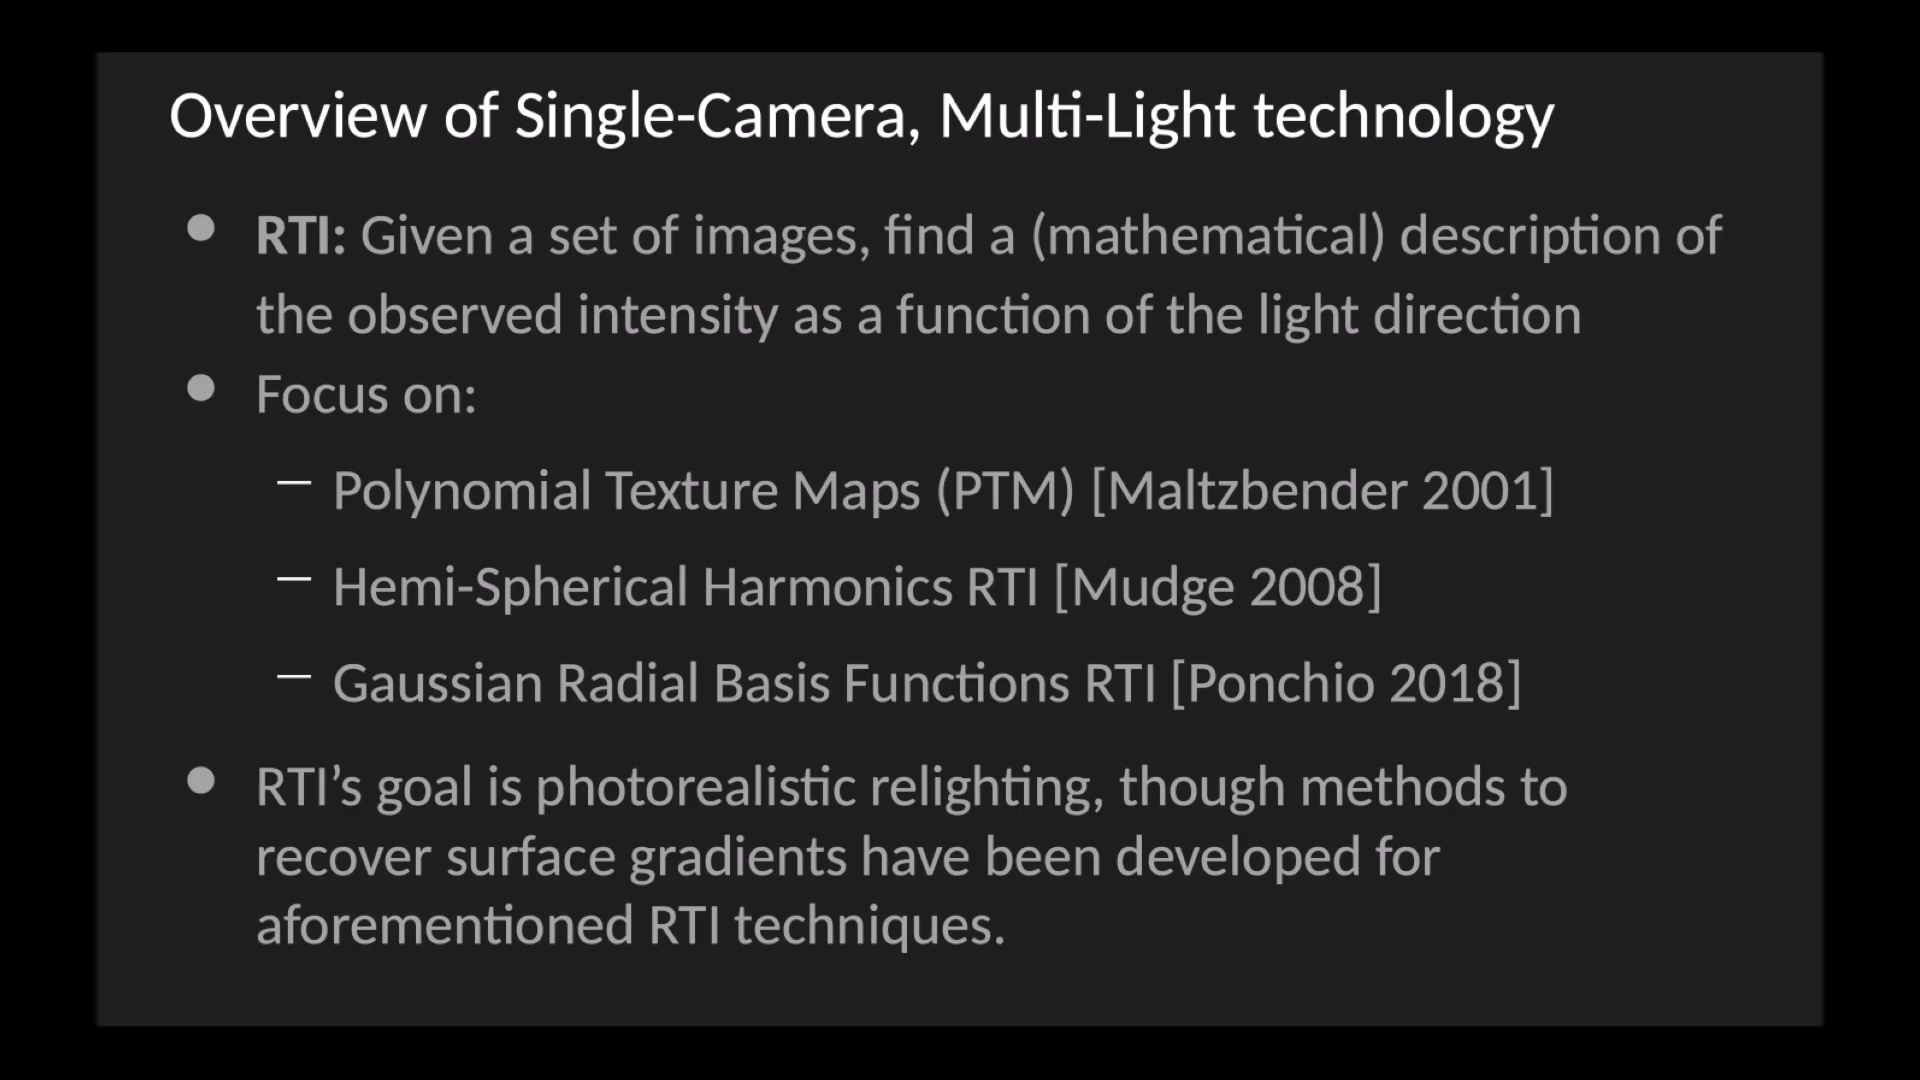 Overview of Single-Camera, Multi-Light technology
● RTI: Given a set of images, find a (mathematical) description of
the observed intensity as a function of the light direction
● Focus on:
– Polynomial Texture Maps (PTM) [Maltzbender 2001]
– Hemi-Spherical Harmonics RTI [Mudge 2008]
– Gaussian Radial Basis Functions RTI [Ponchio 2018]
● RTI’s goal is photorealistic relighting, though methods to
recover surface gradients have been developed for
aforementioned RTI techniques.